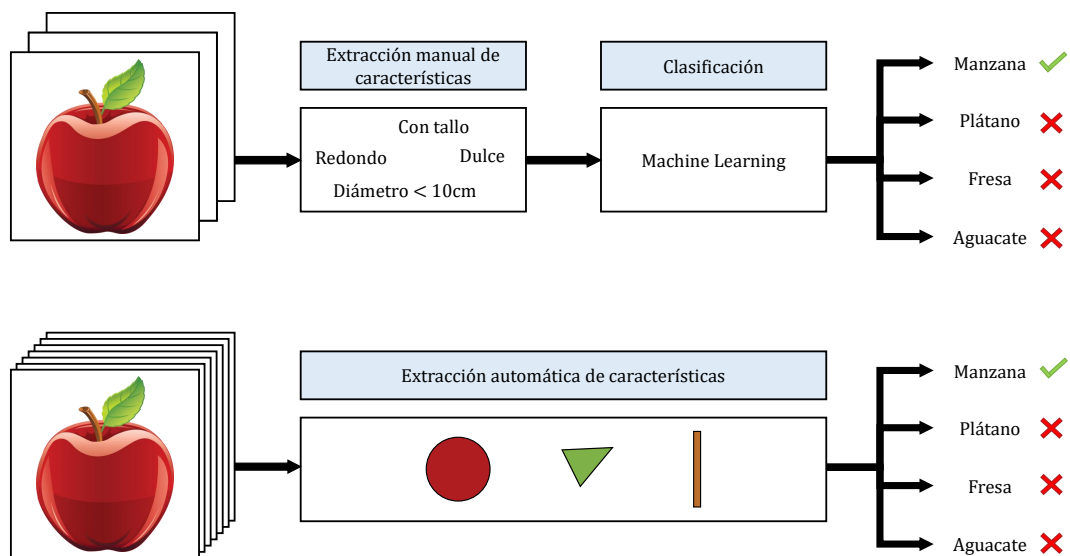 Extracción manual de
características
Clasificación
Con tallo
Redondo
Dulce
Diámetro < 10cm
Machine Learning
Manzana
Plátano
Fresa
Aguacate
Extracción automática de características
Manzana
Plátano
Fresa
Aguacate